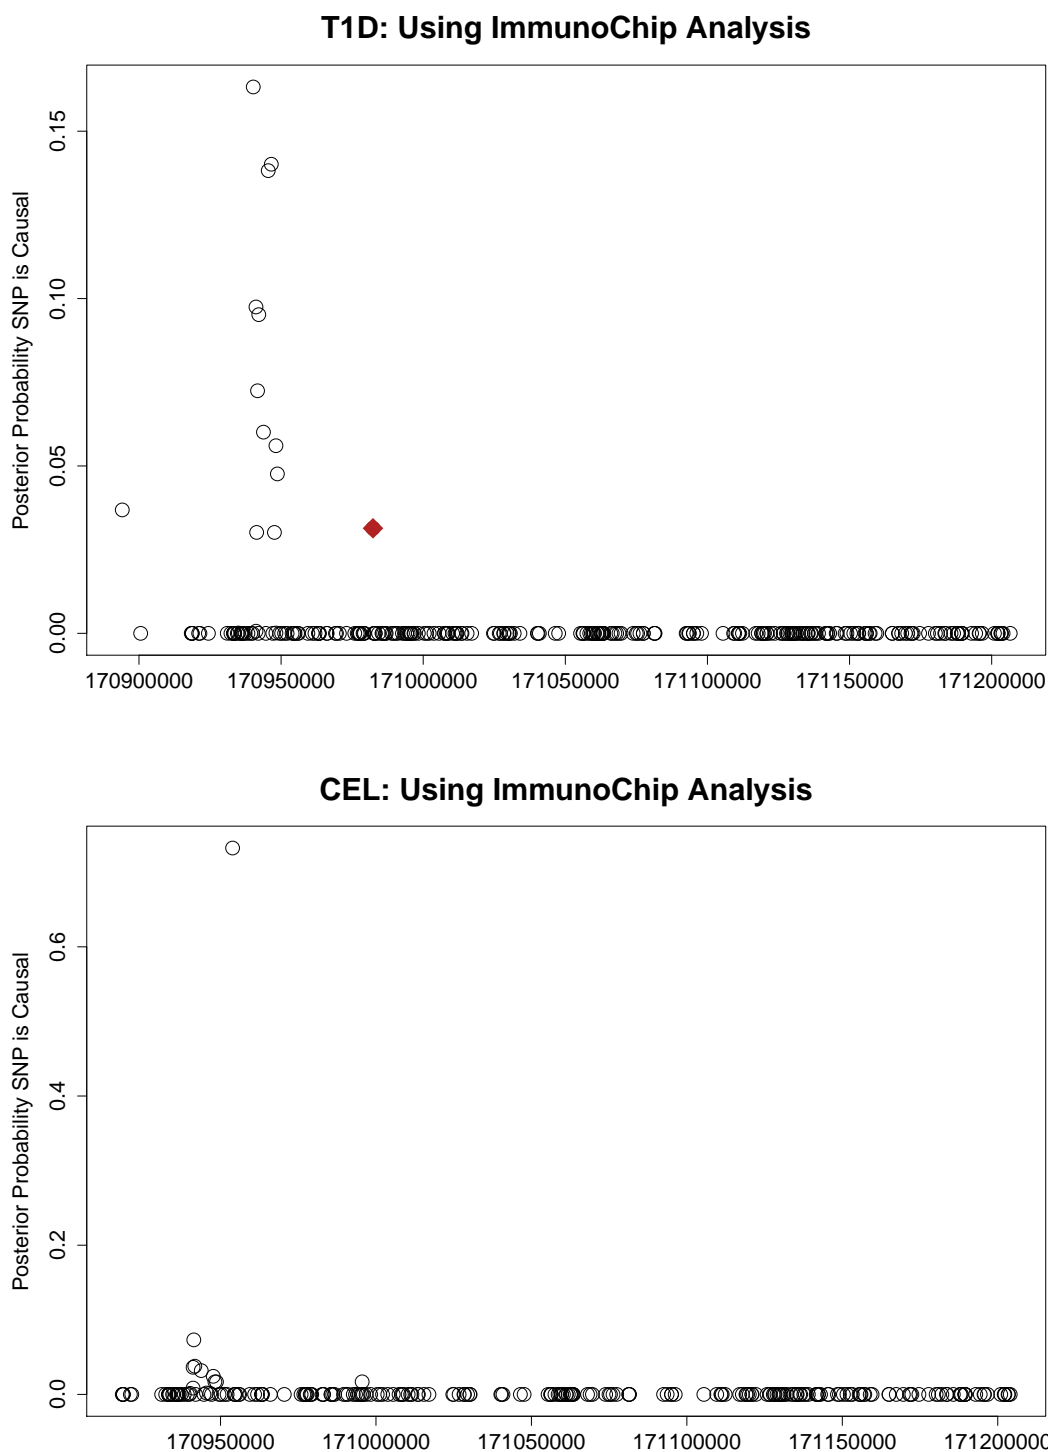 T1D: Using ImmunoChip Analysis
Posterior Probability SNP is Causal
0.15
0.10
0.05
0.00
170900000 170950000 171000000 171050000 171100000 171150000 171200000
CEL: Using ImmunoChip Analysis
Posterior Probability SNP is Causal
0.6
0.4
0.2
0.0
170950000 171000000 171050000 171100000 171150000 17120000